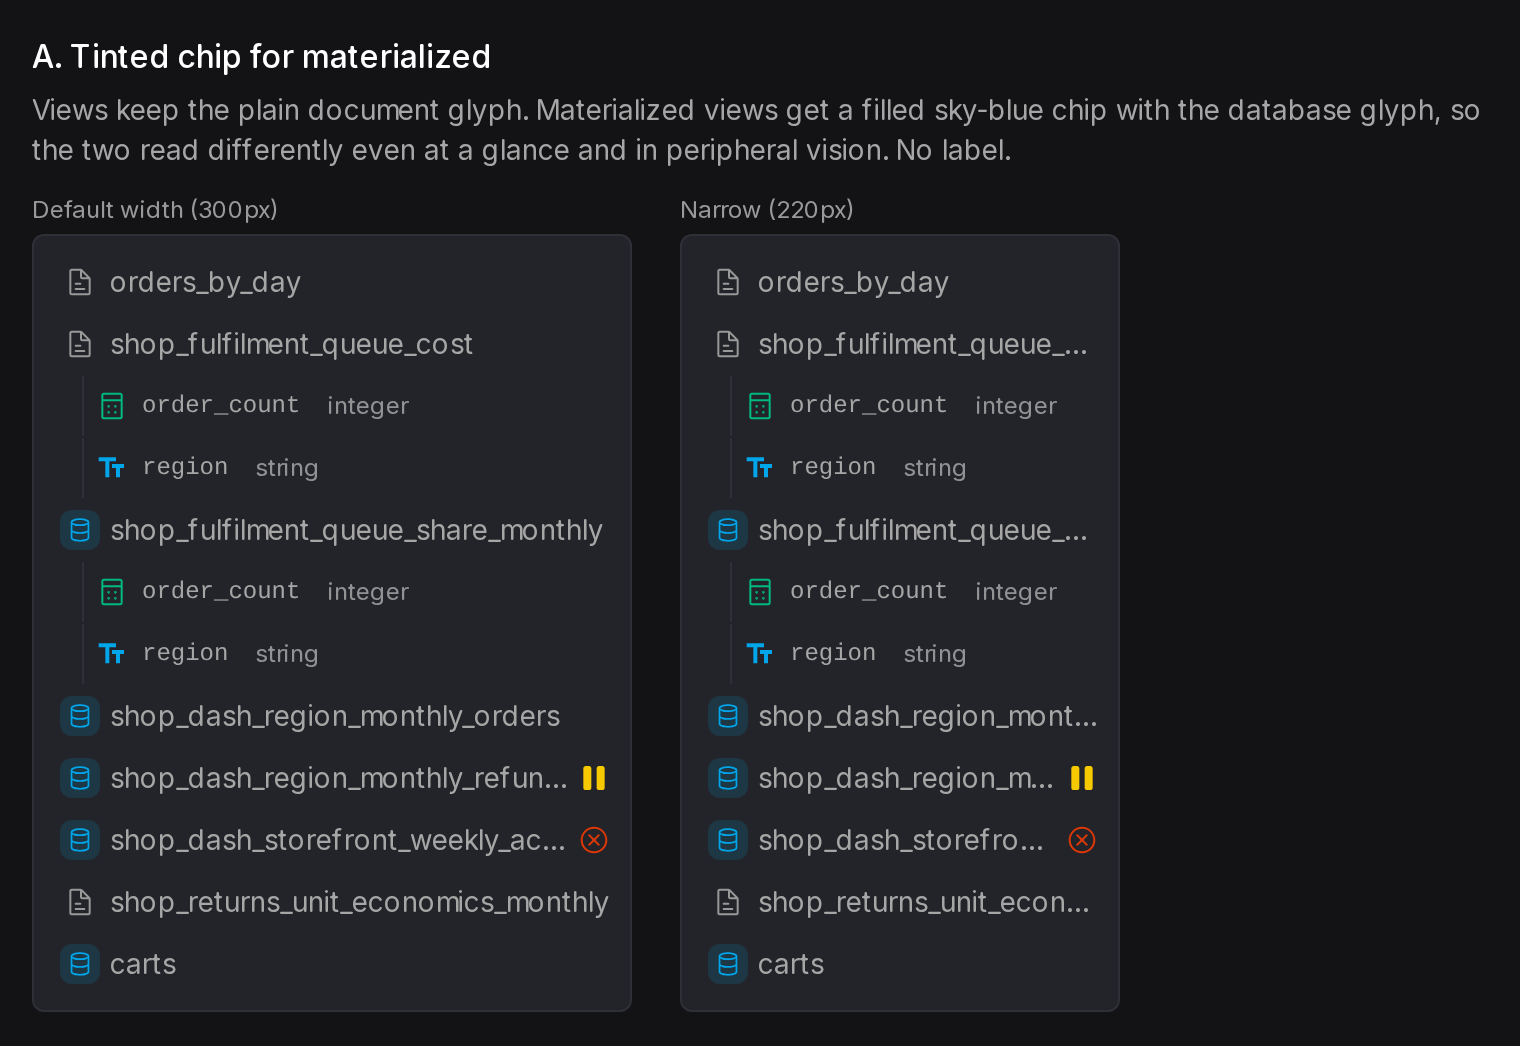 A. Tinted chip for materialized
Views keep the plain document glyph. Materialized views get a filled sky-blue chip with the database glyph, so
the two read differently even at a glance and in peripheral vision. No label.
Default width (300px)
orders_by_day
shop_fulfilment_queue_cost
order_count integer
region string
shop_fulfilment_queue_share_monthly
order_count integer
region string
shop_dash_region_monthly_orders
shop_dash_region_monthly_refun...
shop_dash_storefront_weekly_ac...
shop_returns_unit_economics_monthly
carts
Narrow (220px)
orders_by_day
shop_fulfilment_queue_...
order_count integer
region string
shop_fulfilment_queue_...
order_count integer
region string
shop_dash_region_mont...
shop_dash_region_m...
shop_dash_storefro...
shop_returns_unit_econ...
carts